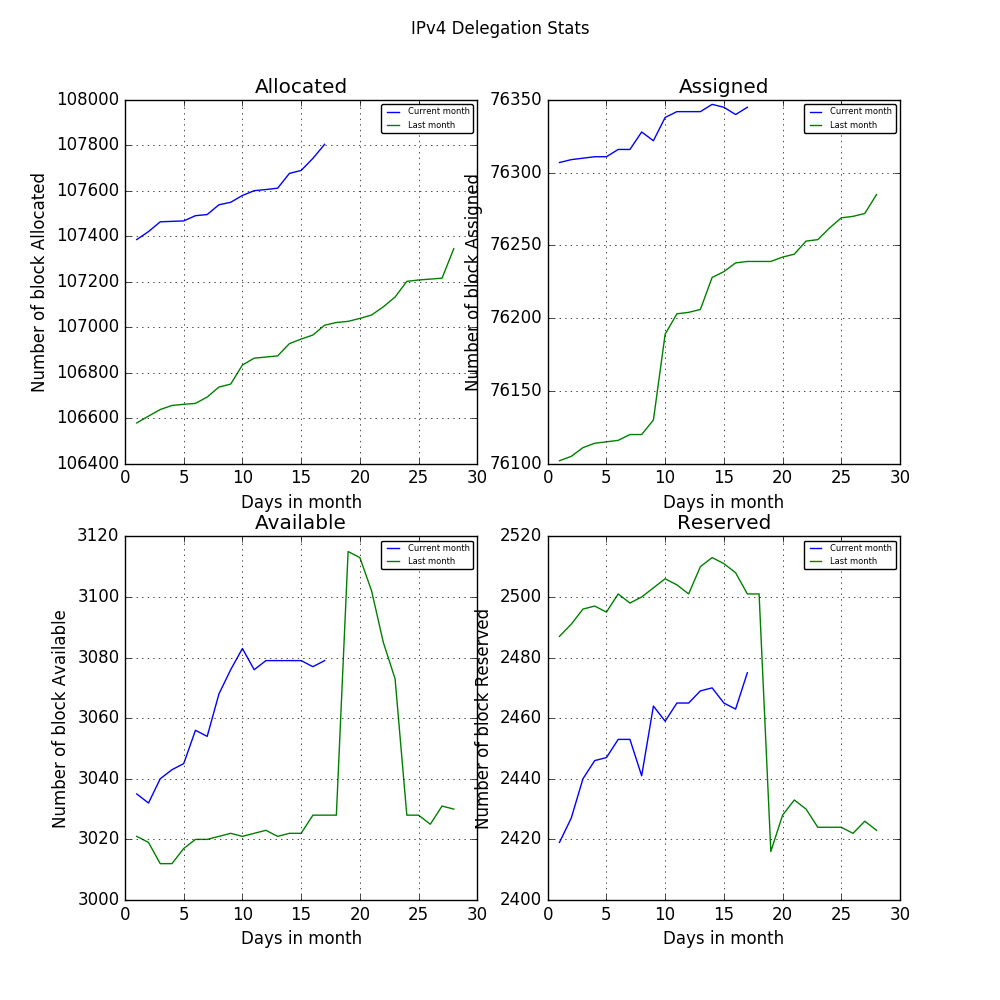 IPv4 Delegation Stats
Allocated
Number of block Allocated
108000
107800
107600
107400
107200
107000
106800
106600
106400
0 5 10 15 20 25 30
Days in month
Current month
Last month
Assigned
Number of block Assigned
76350
76300
76250
76200
76150
76100
0 5 10 15 20 25 30
Days in month
Current month
Last month
Available
Number of block Available
3120
3100
3080
3060
3040
3020
3000
0 5 10 15 20 25 30
Days in month
Current month
Last month
Reserved
Number of block Reserved
2520
2500
2480
2460
2440
2420
2400
0 5 10 15 20 25 30
Days in month
Current month
Last month